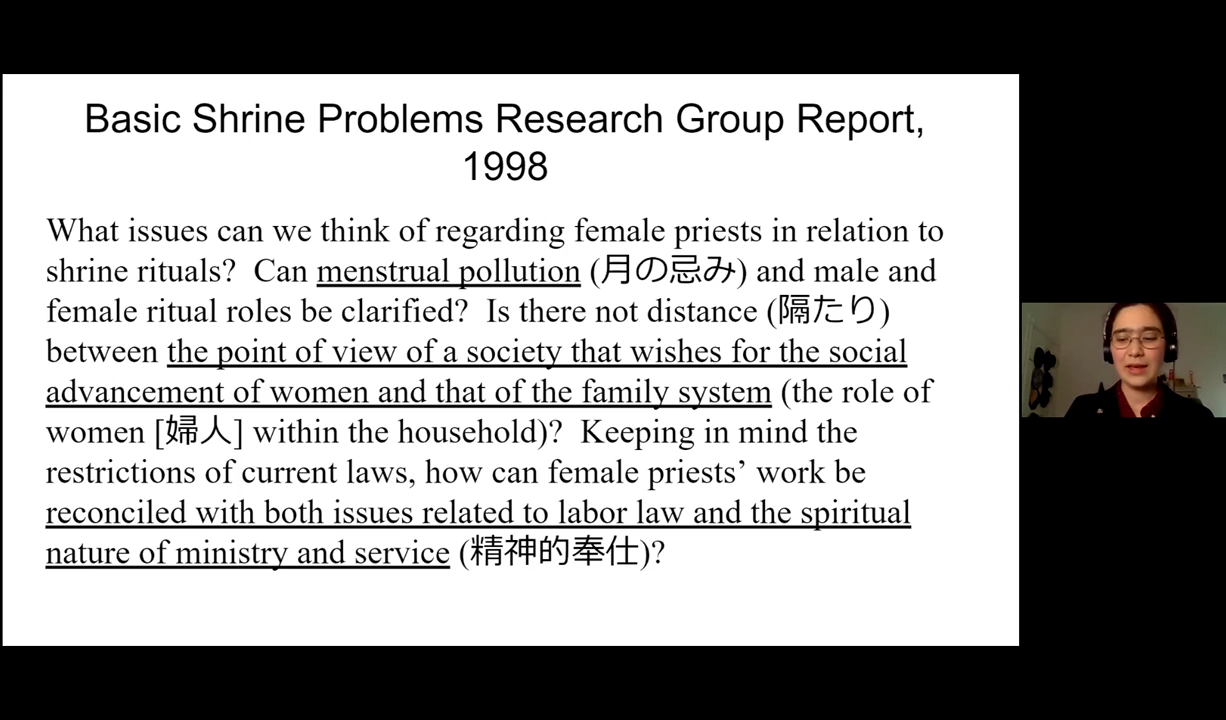 Basic Shrine Problems Research Group Report,
1998
What issues can we think of regarding female priests in relation to
shrine rituals?  Can menstrual pollution (月の忌み) and male and
female ritual roles be clarified?  Is there not distance (隔たり)
between the point of view of a society that wishes for the social
advancement of women and that of the family system (the role of
women [婦人] within the household)?  Keeping in mind the
restrictions of current laws, how can female priests’ work be
reconciled with both issues related to labor law and the spiritual
nature of ministry and service (精神的奉仕)?